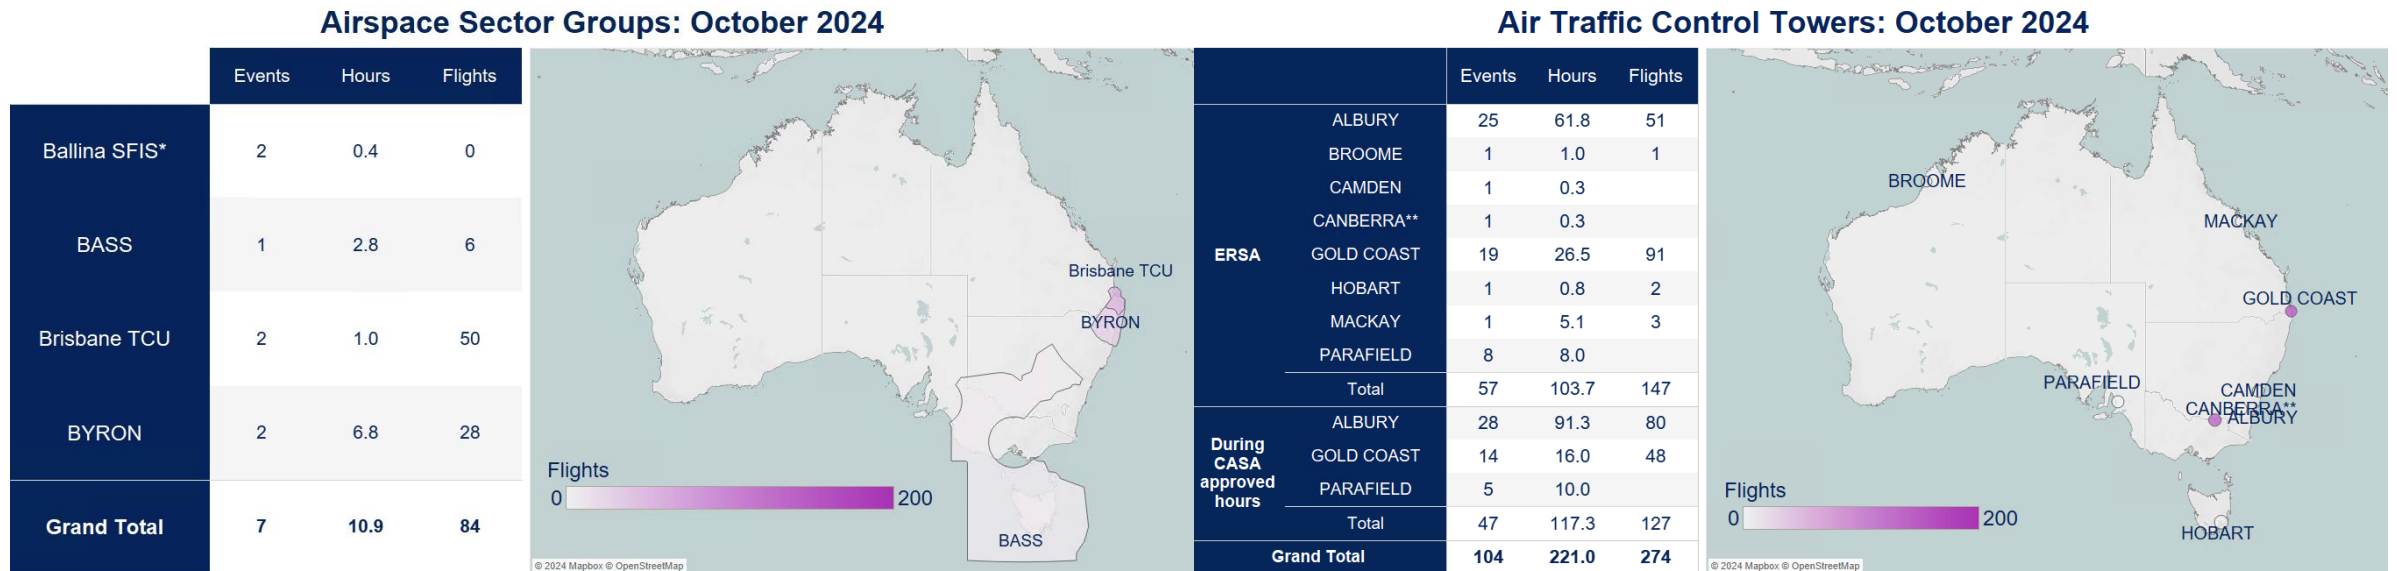 Airspace Sector Groups: October 2024
Events Hours Flights
Ballina SFIS* 2 0.4 0
BASS 1 2.8 6
Brisbane TCU 2 1.0 50
BYRON 2 6.8 28
Grand Total 7 10.9 84
Brisbane TCU
BYRON
BASS
Flights
0 200
© 2024 Mapbox © OpenStreetMap
Air Traffic Control Towers: October 2024
Events Hours Flights
ERSA
ALBURY 25 61.8 51
BROOME 1 1.0 1
CAMDEN 1 0.3
CANBERRA** 1 0.3
GOLD COAST 19 26.5 91
HOBART 1 0.8 2
MACKAY 1 5.1 3
PARAFIELD 8 8.0
Total 57 103.7 147
During
CASA
approved
hours
ALBURY 28 91.3 80
GOLD COAST 14 16.0 48
PARAFIELD 5 10.0
Total 47 117.3 127
Grand Total 104 221.0 274
BROOME
MACKAY
GOLD COAST
PARAFIELD
CAMDEN
CANBERRA**
ALBURY
HOBART
Flights
0 200
© 2024 Mapbox © OpenStreetMap